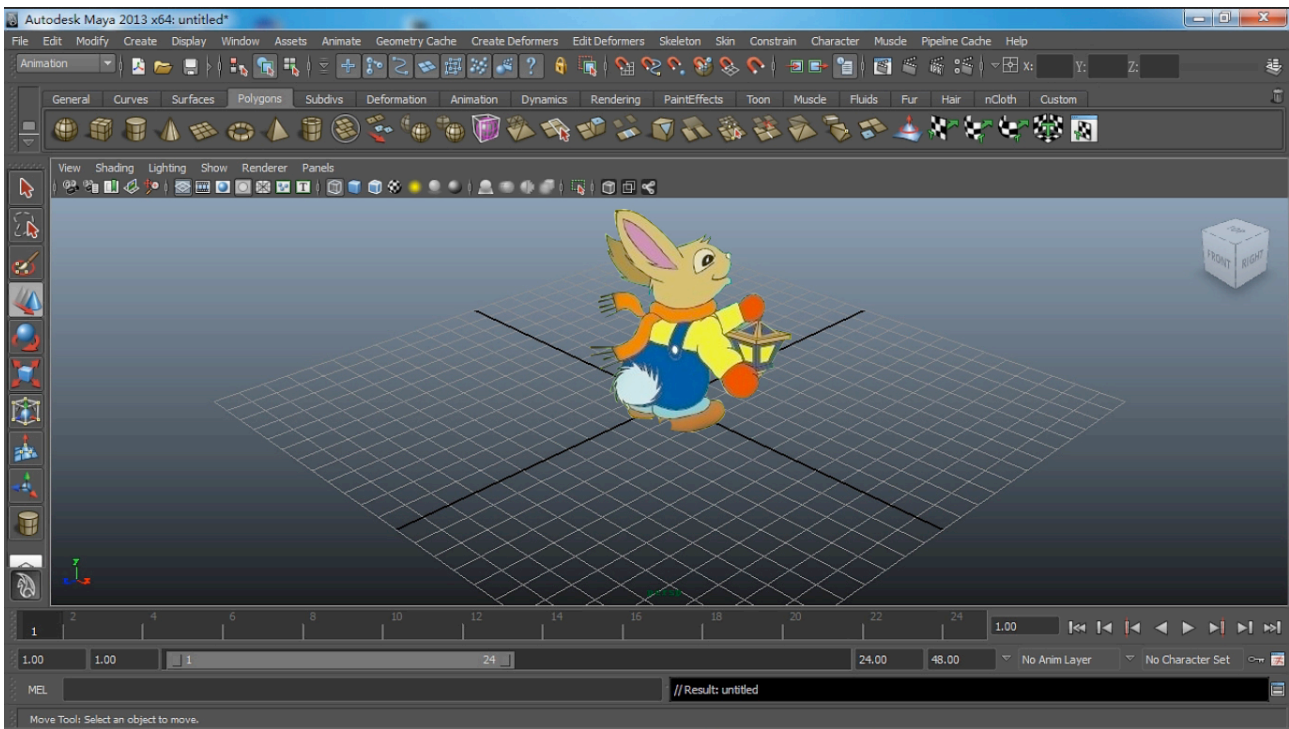 Autodesk Maya 2013 x64: untitled*
File Edit Modify Create Display Window Assets Animate Geometry Cache Create Deformers Edit Deformers Skeleton Skin Constrain Character Muscle Pipeline Cache Help
Animation X: Y: Z:
General Curves Surfaces Polygons Subdivs Deformation Animation Dynamics Rendering PaintEffects Toon Muscle Fluids Fur Hair nCloth Custom
View Shading Lighting Show Renderer Panels
TOP
FRONT RIGHT
2 4 6 8 10 12 14 16 18 20 22 24
1 1.00
1.00 1.00 1 24 24.00 48.00 No Anim Layer No Character Set
MEL // Result: untitled
Move Tool: Select an object to move.